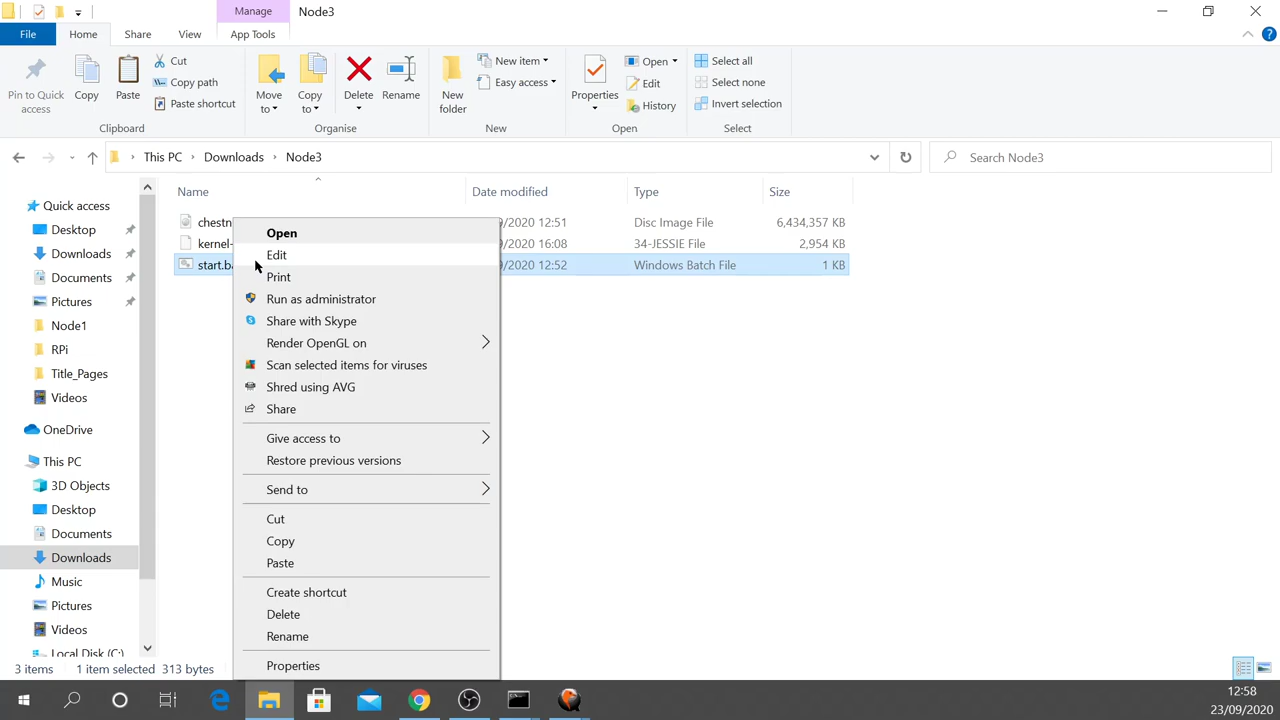 Manage
Node3
File
Home
Share
View
App Tools
Pin to Quick access
Copy
Paste
Cut
Copy path
Paste shortcut
Clipboard
Move to
Copy to
Delete
Rename
Organise
New folder
New item
Easy access
New
Properties
Open
Edit
History
Open
Select all
Select none
Invert selection
Select
This PC
Downloads
Node3
Search Node3
Name
Date modified
Type
Size
chestn
/2020 12:51
Disc Image File
6,434,357 KB
kernel-
/2020 16:08
34-JESSIE File
2,954 KB
start.ba
/2020 12:52
Windows Batch File
1 KB
Quick access
Desktop
Downloads
Documents
Pictures
Node1
RPi
Title_Pages
Videos
OneDrive
This PC
3D Objects
Desktop
Documents
Downloads
Music
Pictures
Videos
Local Disk (C:)
Open
Edit
Print
Run as administrator
Share with Skype
Render OpenGL on
Scan selected items for viruses
Shred using AVG
Share
Give access to
Restore previous versions
Send to
Cut
Copy
Paste
Create shortcut
Delete
Rename
Properties
3 items
1 item selected
313 bytes
12:58
23/09/2020